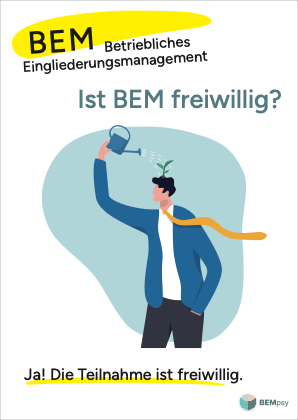 BEM Betriebliches
Eingliederungsmanagement
Ist BEM freiwillig?
Ja! Die Teilnahme ist freiwillig.
BEMpsy